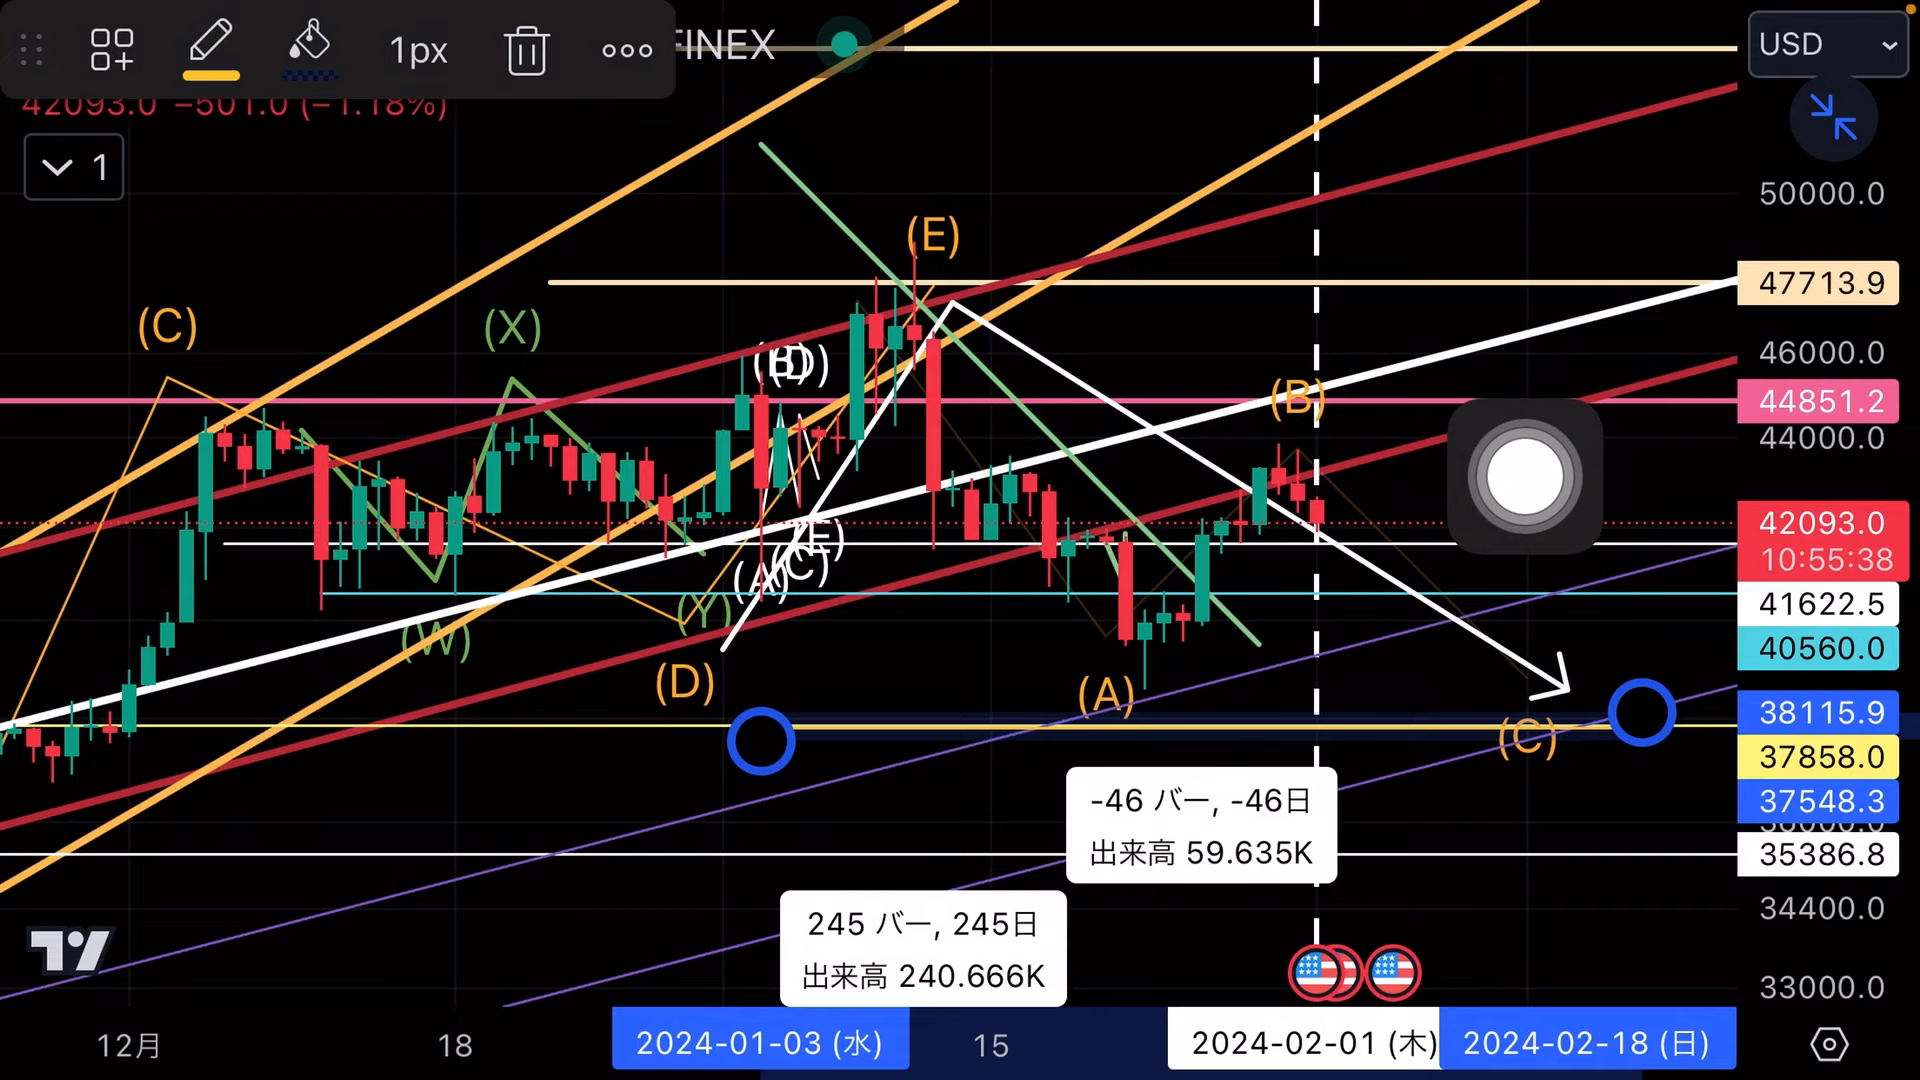 1px
FINEX
USD
42093.0 −501.0 (−1.18%)
1
50000.0
(E)
47713.9
(C)
(X)
46000.0
(B)
44851.2
44000.0
42093.0
10:55:38
(E)
(C)
(A)
41622.5
(Y)
(W)
40560.0
(D)
(A)
38115.9
(C)
37858.0
37548.3
-46 バー, -46日
出来高 59.635K
36000.0
35386.8
245 バー, 245日
出来高 240.666K
34400.0
33000.0
12月
18
2024-01-03 (水)
15
2024-02-01 (木)
2024-02-18 (日)